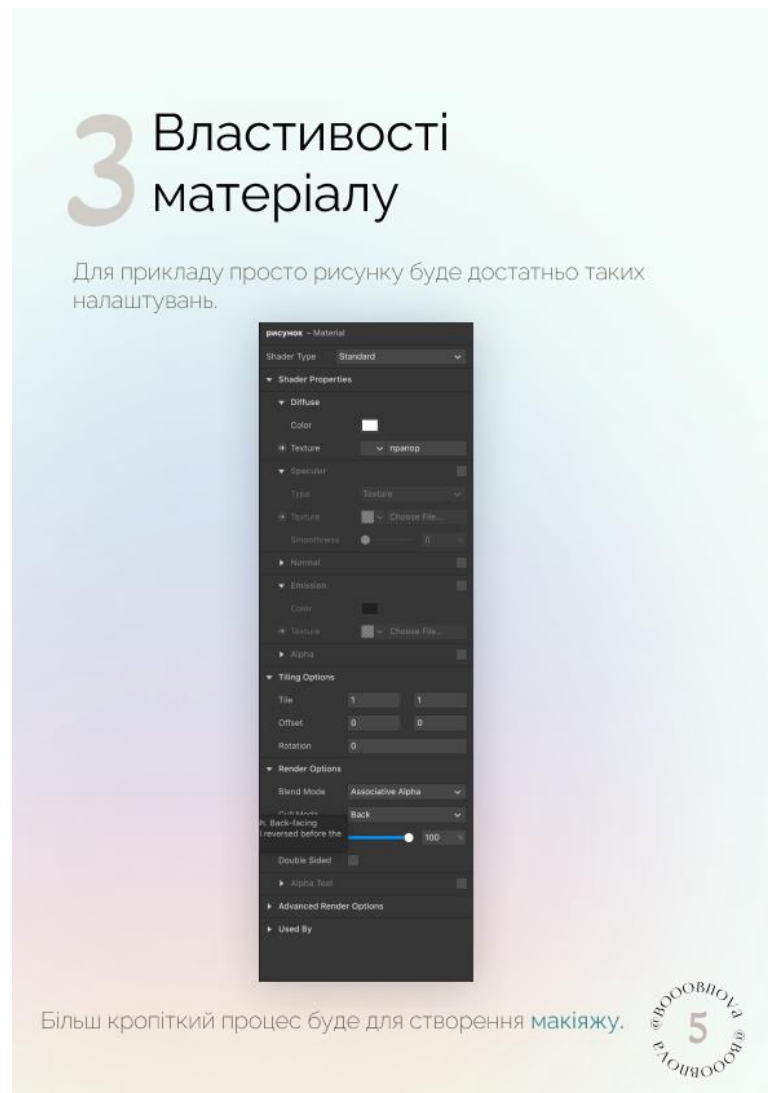 3
Властивості
матеріалу
Для прикладу просто рисунку буде достатньо таких
налаштувань.
рисунок – Material
Shader Type Standard
Shader Properties
Diffuse
Color
Texture прапор
Specular
Type Texture
Texture Choose File...
Smoothness 0 %
Normal
Emission
Color
Texture Choose File...
Alpha
Tiling Options
Tile 1 1
Offset 0 0
Rotation 0
Render Options
Blend Mode Associative Alpha
Cull Mode Back
h. Back-facing
l reversed before the
100 %
Double Sided
Alpha Test
Advanced Render Options
Used By
Більш кропіткий процес буде для створення макіяжу.
@BOOOBNOVA @BOOOBNOVA
5